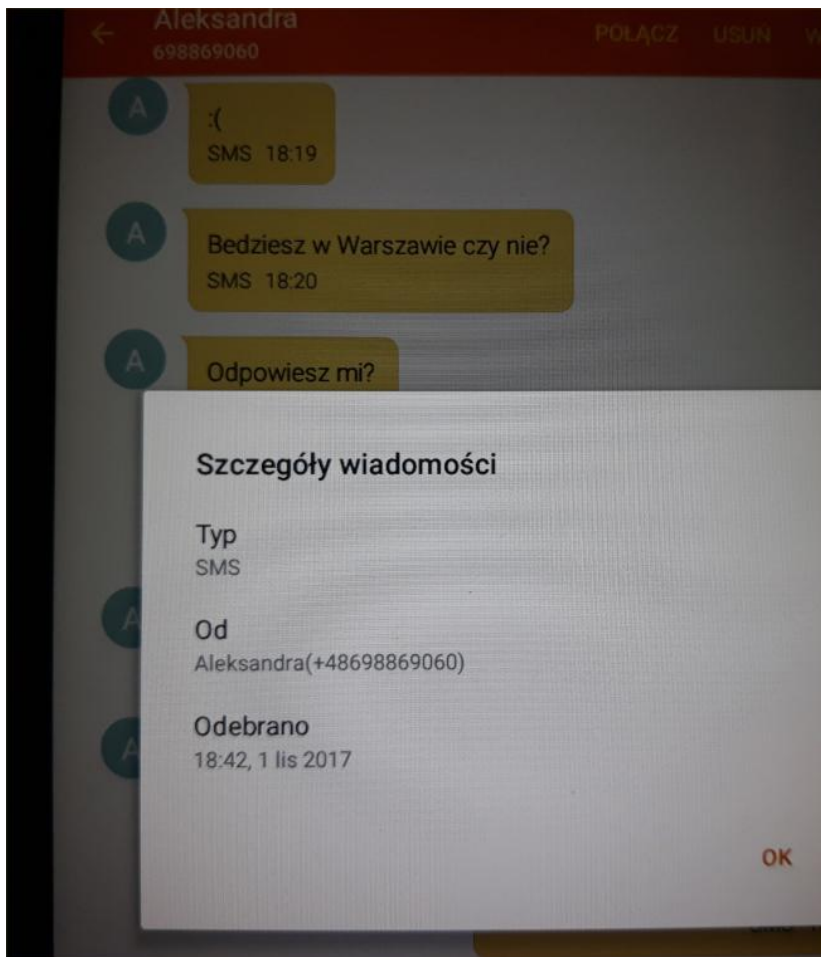 Aleksandra
698869060
POŁĄCZ USUŃ
A
:(
SMS 18:19
A
Bedziesz w Warszawie czy nie?
SMS 18:20
A
Odpowiesz mi?
Szczegóły wiadomości
Typ
SMS
A
Od
Aleksandra(+48698869060)
Odebrano
A
18:42, 1 lis 2017
OK